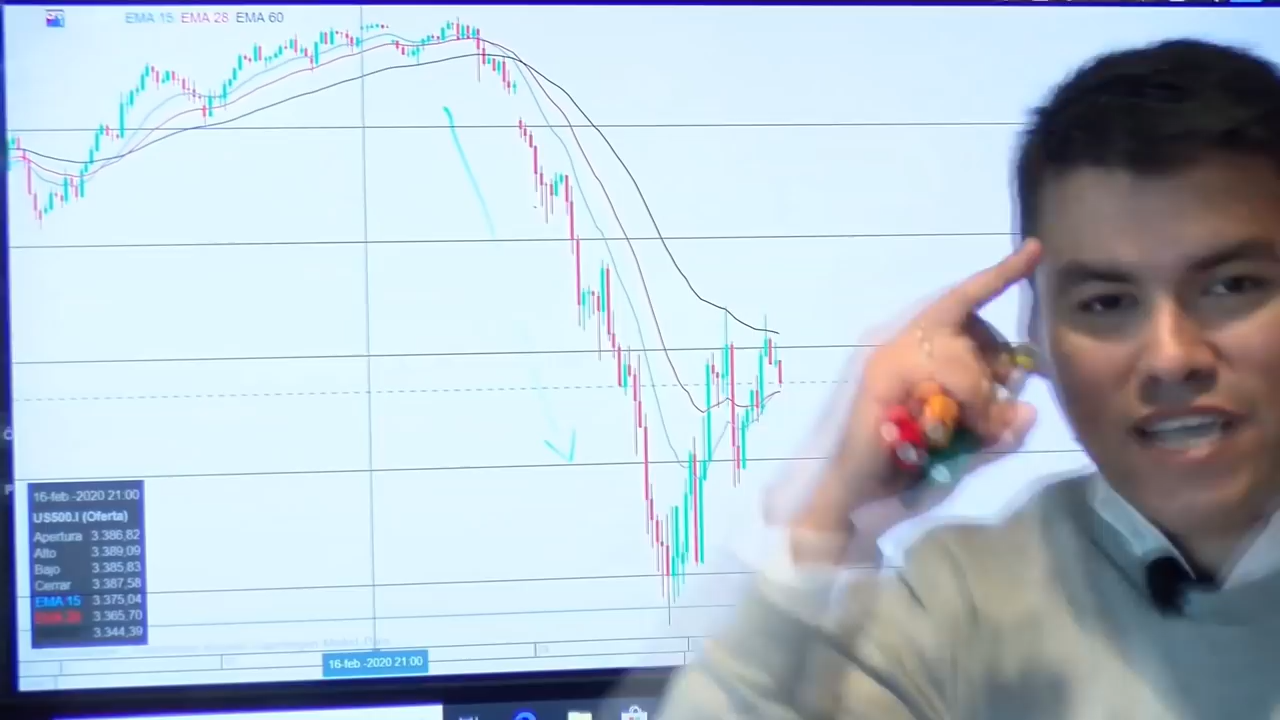 EMA 15 EMA 28 EMA 60
16-feb -2020 21:00
US500.I (Oferta)
Apertura 3.386,82
Alto 3.389,09
Bajo 3.385,83
Cerrar 3.387,58
EMA 15 3.375,04
EMA 28 3.365,70
3.344,39
16-feb -2020 21:00